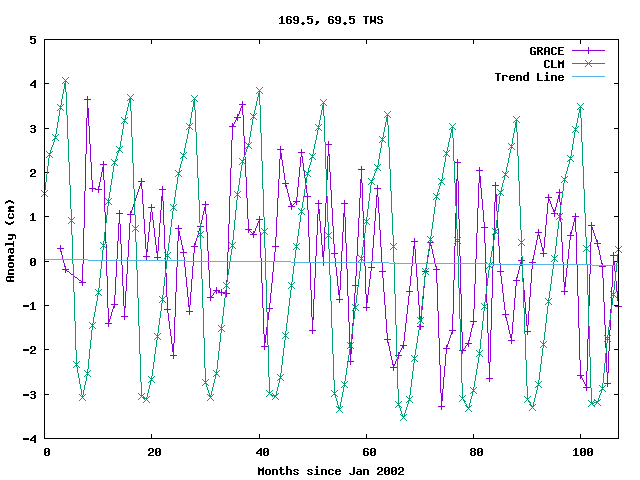 169.5, 69.5 TWS
GRACE
CLM
Trend Line
Anomaly (cm)
5
4
3
2
1
0
-1
-2
-3
-4
0 20 40 60 80 100
Months since Jan 2002